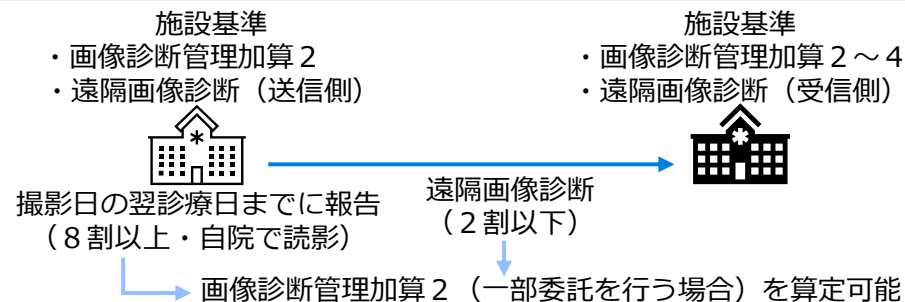 施設基準
・画像診断管理加算２
・遠隔画像診断（送信側）
施設基準
・画像診断管理加算２～４
・遠隔画像診断（受信側）
撮影日の翌診療日までに報告
（８割以上・自院で読影）
遠隔画像診断
（２割以下）
画像診断管理加算２（一部委託を行う場合）を算定可能